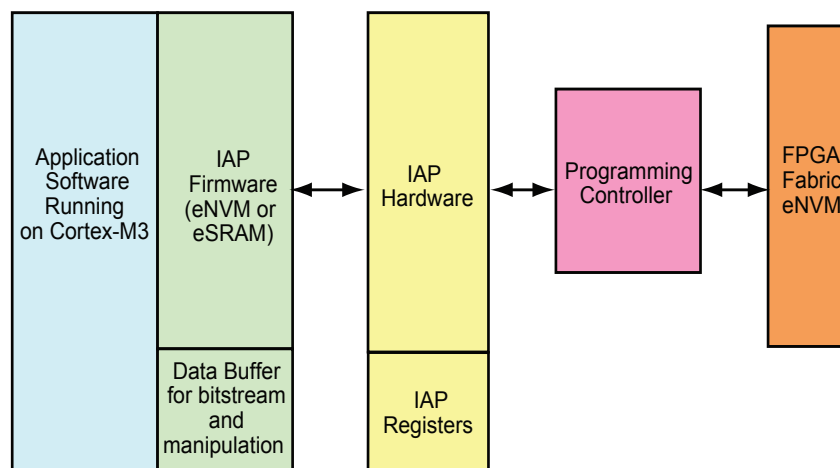 Application
Software
Running
on Cortex-M3
IAP
Firmware
(eNVM or
eSRAM)
Data Buffer
for bitstream
and
manipulation
IAP
Hardware
IAP
Registers
Programming
Controller
FPGA
Fabric
eNVM